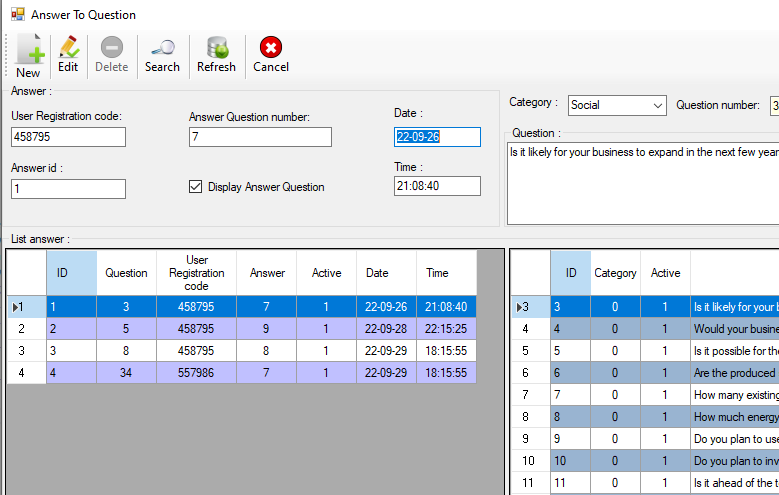 Answer To Question
New Edit Delete Search Refresh Cancel
Answer :
User Registration code:
458795
Answer Question number:
7
Date :
22-09-26
Answer id :
1
Display Answer Question
Time :
21:08:40
Category : Social Question number: 3
Question :
Is it likely for your business to expand in the next few year
List answer :
ID Question User Registration code Answer Active Date Time
1 1 3 458795 7 1 22-09-26 21:08:40
2 2 5 458795 9 1 22-09-28 22:15:25
3 3 8 458795 8 1 22-09-29 18:15:55
4 4 34 557986 7 1 22-09-29 18:15:55
ID Category Active
3 3 0 1 Is it likely for your b
4 4 0 1 Would your busine
5 5 0 1 Is it possible for the
6 6 0 1 Are the produced
7 7 0 1 How many existing
8 8 0 1 How much energy
9 9 0 1 Do you plan to use
10 10 0 1 Do you plan to inv
11 11 0 1 Is it ahead of the t